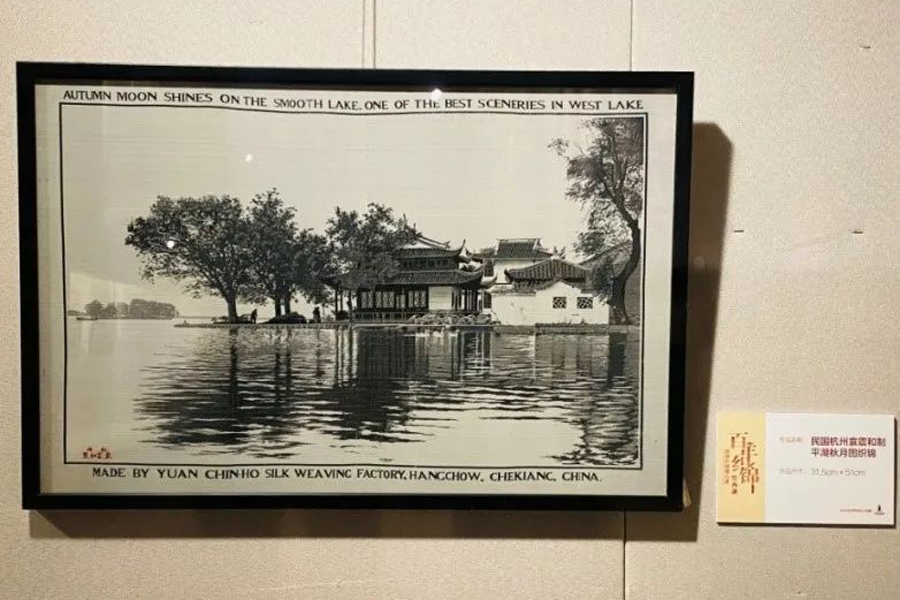 AUTUMN MOON SHINES ON THE SMOOTH LAKE. ONE OF THE BEST SCENERIES IN WEST LAKE
MADE BY YUAN CHIN-HO SILK WEAVING FACTORY, HANGCHOW, CHEKIANG, CHINA.
民国杭州袁震和制
平湖秋月图织锦
31.5cm×51cm